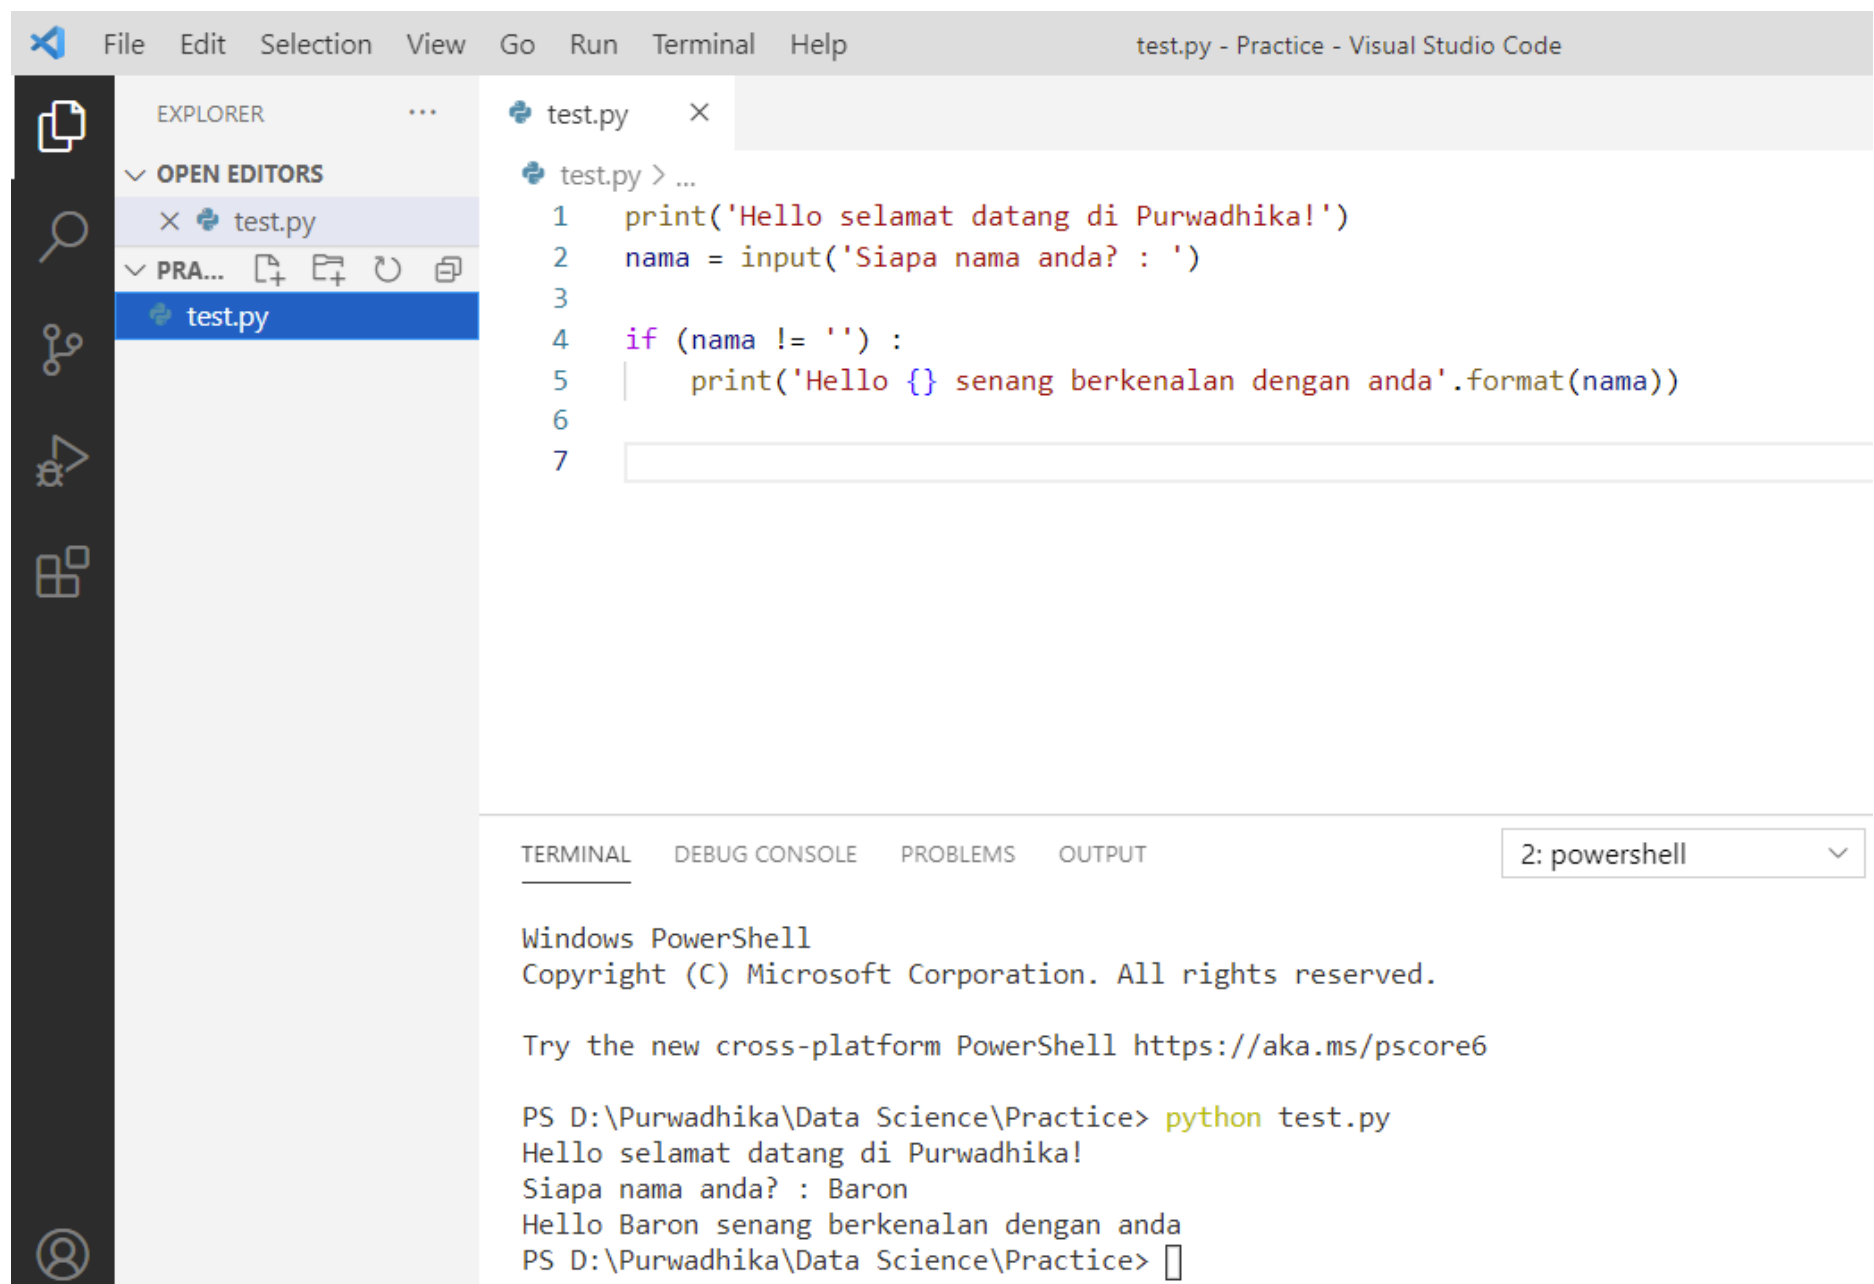 File Edit Selection View Go Run Terminal Help test.py - Practice - Visual Studio Code
EXPLORER ...
OPEN EDITORS
test.py
PRA...
test.py
test.py
test.py > ...
1 print('Hello selamat datang di Purwadhika!')
2 nama = input('Siapa nama anda? : ')
3
4 if (nama != '') :
5 print('Hello {} senang berkenalan dengan anda'.format(nama))
6
7
TERMINAL DEBUG CONSOLE PROBLEMS OUTPUT 2: powershell
Windows PowerShell
Copyright (C) Microsoft Corporation. All rights reserved.
Try the new cross-platform PowerShell https://aka.ms/pscore6
PS D:\Purwadhika\Data Science\Practice> python test.py
Hello selamat datang di Purwadhika!
Siapa nama anda? : Baron
Hello Baron senang berkenalan dengan anda
PS D:\Purwadhika\Data Science\Practice>